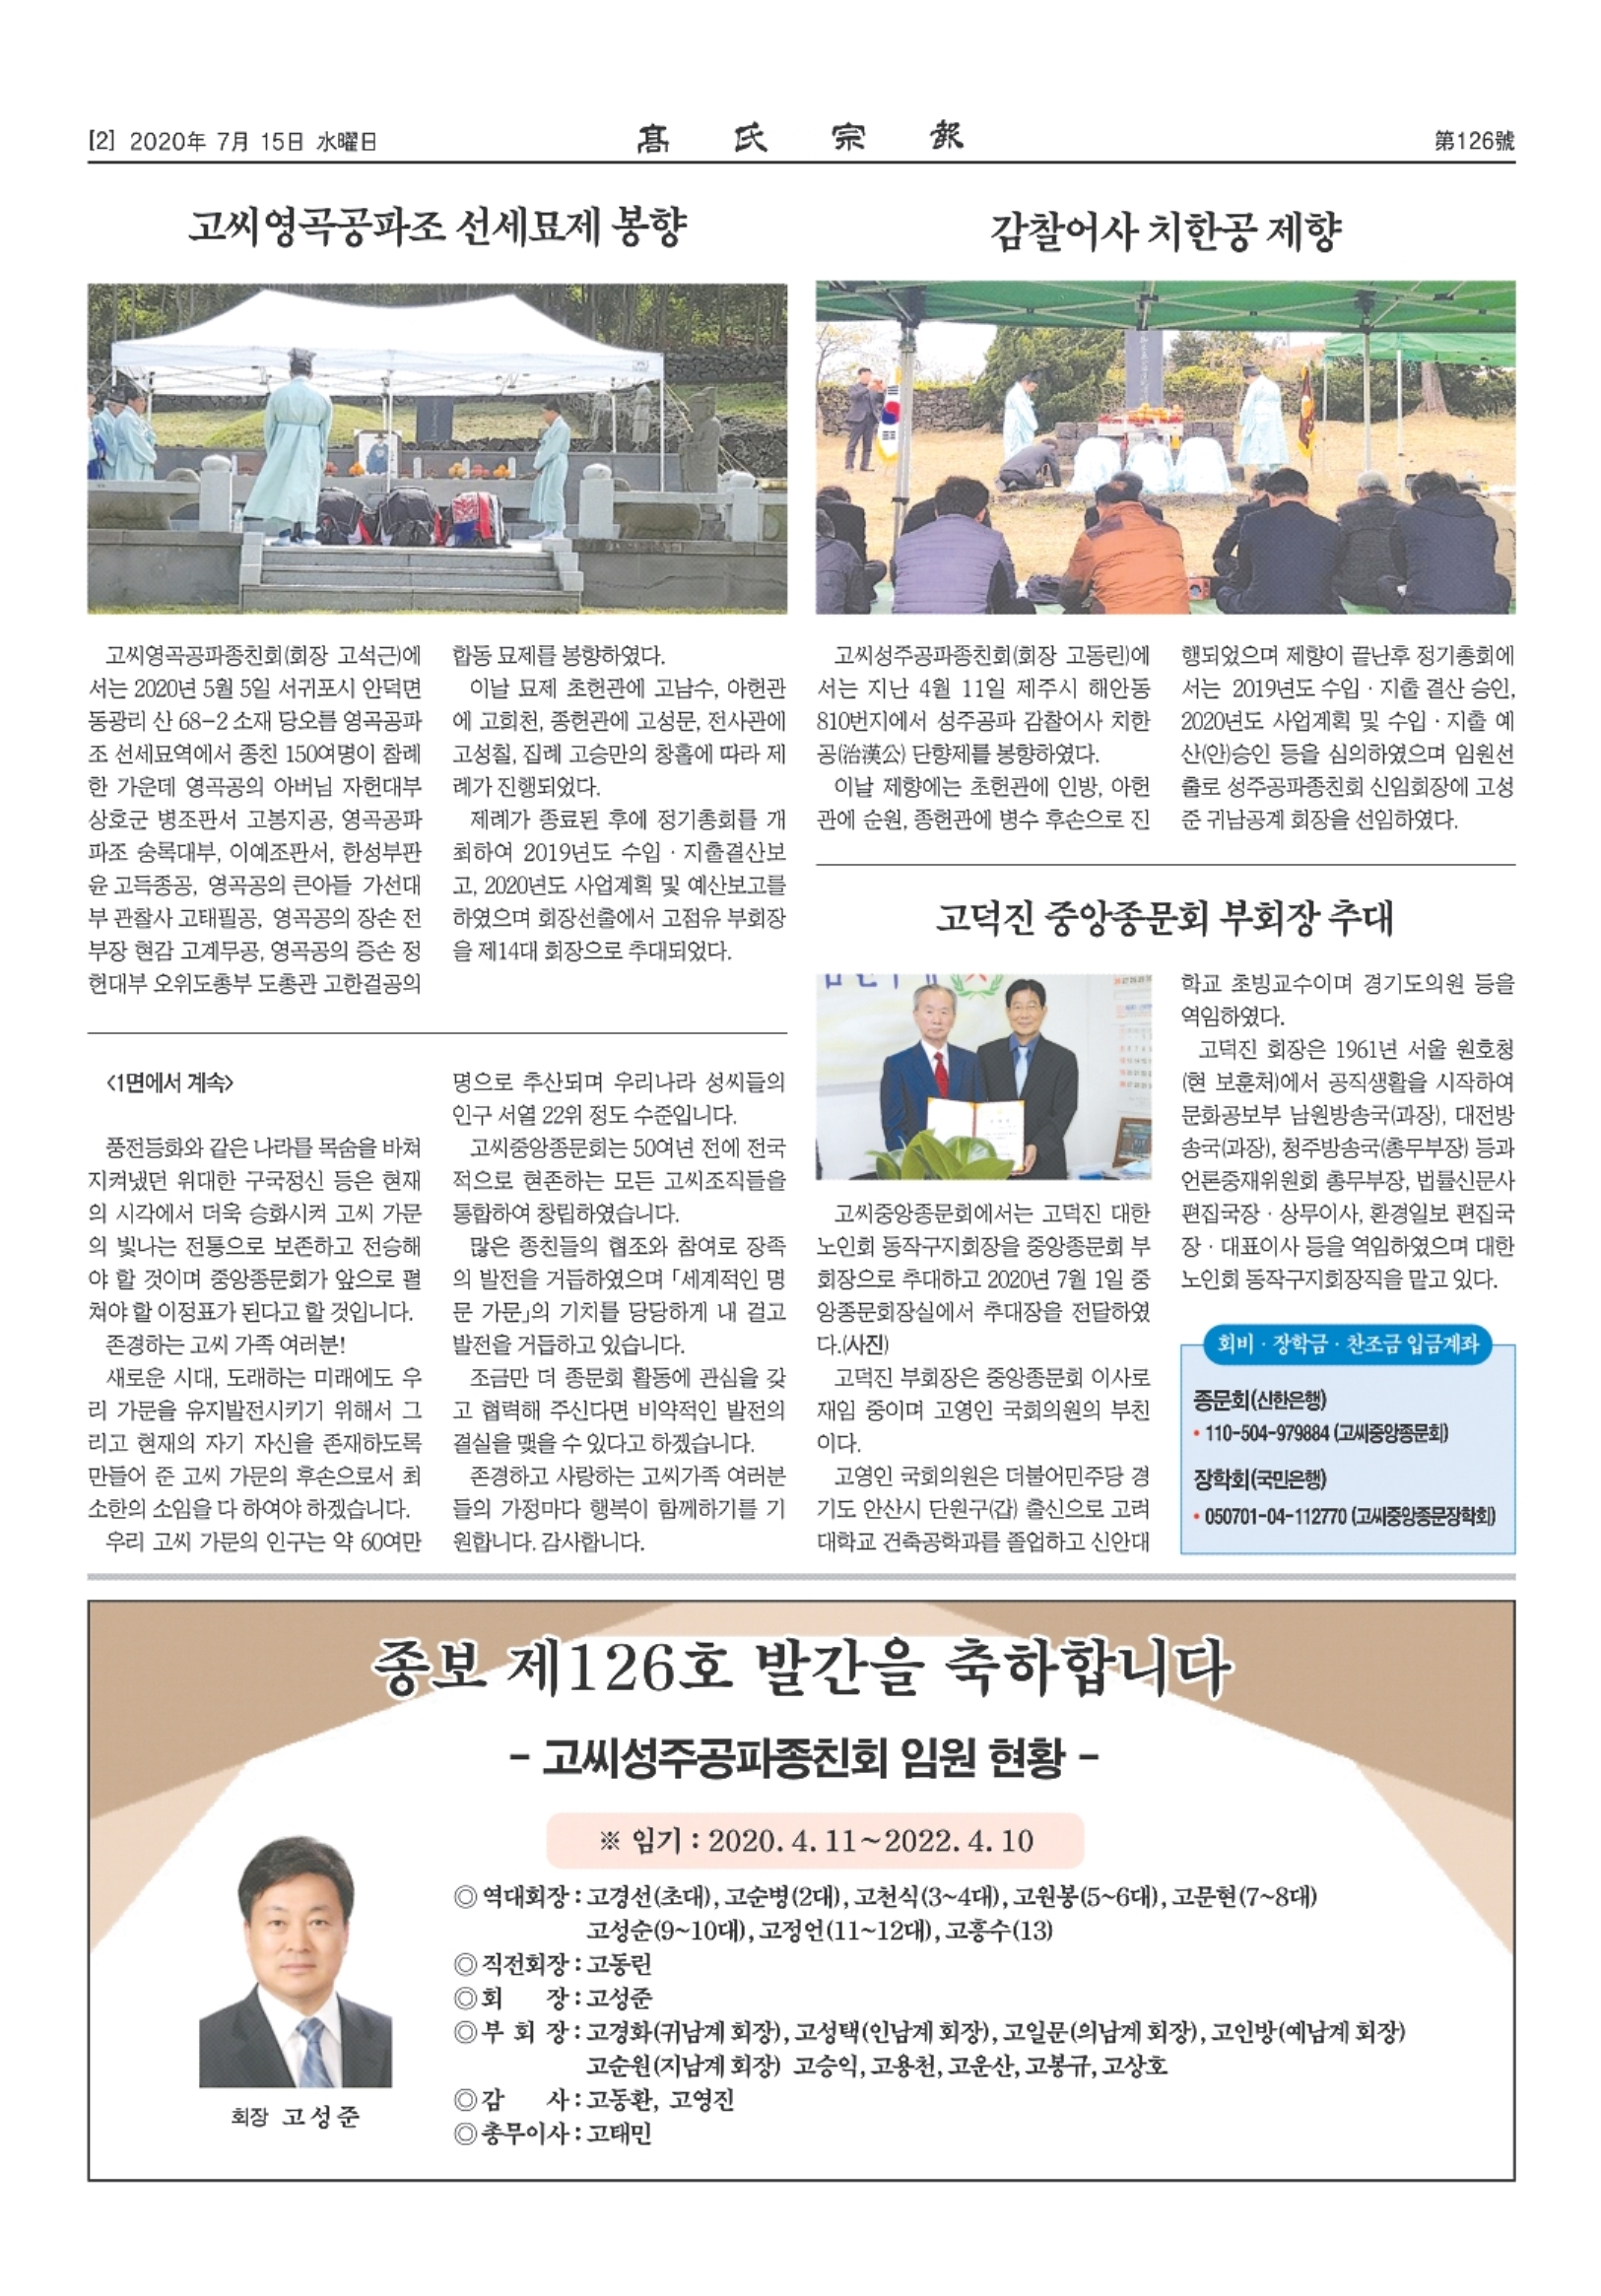 [2] 2020年 7月 15日 水曜日
髙氏宗報
第126號
고씨영곡공파조 선세묘제 봉향
고씨영곡공파종친회(회장 고석근)에
서는 2020년 5월 5일 서귀포시 안덕면
동광리 산 68-2 소재 당오름 영곡공파
조 선세묘역에서 종친 150여명이 참례
한 가운데 영곡공의 아버님 자헌대부
상호군 병조판서 고봉지공, 영곡공파
파조 숭록대부, 이예조판서, 한성부판
윤 고득종공, 영곡공의 큰아들 가선대
부 관찰사 고태필공, 영곡공의 장손 전
부장 현감 고계무공, 영곡공의 증손 정
헌대부 오위도총부 도총관 고한걸공의
합동 묘제를 봉향하였다.
이날 묘제 초헌관에 고남수, 아헌관
에 고희천, 종헌관에 고성문, 전사관에
고성칠, 집례 고승만의 창홀에 따라 제
례가 진행되었다.
제례가 종료된 후에 정기총회를 개
최하여 2019년도 수입 · 지출결산보
고, 2020년도 사업계획 및 예산보고를
하였으며 회장선출에서 고점유 부회장
을 제14대 회장으로 추대되었다.
감찰어사 치한공 제향
고씨성주공파종친회(회장 고동린)에
서는 지난 4월 11일 제주시 해안동
810번지에서 성주공파 감찰어사 치한
공(治漢公) 단향제를 봉향하였다.
이날 제향에는 초헌관에 인방, 아헌
관에 순원, 종헌관에 병수 후손으로 진
행되었으며 제향이 끝난후 정기총회에
서는 2019년도 수입 · 지출 결산 승인,
2020년도 사업계획 및 수입 · 지출 예
산(안)승인 등을 심의하였으며 임원선
출로 성주공파종친회 신임회장에 고성
준 귀남공계 회장을 선임하였다.
<1면에서 계속>
풍전등화와 같은 나라를 목숨을 바쳐
지켜냈던 위대한 구국정신 등은 현재
의 시각에서 더욱 승화시켜 고씨 가문
의 빛나는 전통으로 보존하고 전승해
야 할 것이며 중앙종문회가 앞으로 펼
쳐야 할 이정표가 된다고 할 것입니다.
존경하는 고씨 가족 여러분!
새로운 시대, 도래하는 미래에도 우
리 가문을 유지발전시키기 위해서 그
리고 현재의 자기 자신을 존재하도록
만들어 준 고씨 가문의 후손으로서 최
소한의 소임을 다 하여야 하겠습니다.
우리 고씨 가문의 인구는 약 60여만
명으로 추산되며 우리나라 성씨들의
인구 서열 22위 정도 수준입니다.
고씨중앙종문회는 50여년 전에 전국
적으로 현존하는 모든 고씨조직들을
통합하여 창립하였습니다.
많은 종친들의 협조와 참여로 장족
의 발전을 거듭하였으며 「세계적인 명
문 가문」의 기치를 당당하게 내 걸고
발전을 거듭하고 있습니다.
조금만 더 종문회 활동에 관심을 갖
고 협력해 주신다면 비약적인 발전의
결실을 맺을 수 있다고 하겠습니다.
존경하고 사랑하는 고씨가족 여러분
들의 가정마다 행복이 함께하기를 기
원합니다. 감사합니다.
고덕진 중앙종문회 부회장 추대
고씨중앙종문회에서는 고덕진 대한
노인회 동작구지회장을 중앙종문회 부
회장으로 추대하고 2020년 7월 1일 중
앙종문회장실에서 추대장을 전달하였
다.(사진)
고덕진 부회장은 중앙종문회 이사로
재임 중이며 고영인 국회의원의 부친
이다.
고영인 국회의원은 더불어민주당 경
기도 안산시 단원구(갑) 출신으로 고려
대학교 건축공학과를 졸업하고 신안대
학교 초빙교수이며 경기도의원 등을
역임하였다.
고덕진 회장은 1961년 서울 원호청
(현 보훈처)에서 공직생활을 시작하여
문화공보부 남원방송국(과장), 대전방
송국(과장), 청주방송국(총무부장) 등과
언론중재위원회 총무부장, 법률신문사
편집국장 · 상무이사, 환경일보 편집국
장 · 대표이사 등을 역임하였으며 대한
노인회 동작구지회장직을 맡고 있다.
회비 · 장학금 · 찬조금 입금계좌
종문회(신한은행)
• 110-504-979884 (고씨중앙종문회)
장학회(국민은행)
• 050701-04-112770 (고씨중앙종문장학회)
종보 제126호 발간을 축하합니다
- 고씨성주공파종친회 임원 현황 -
※ 임기 : 2020. 4. 11~2022. 4. 10
◎ 역대회장 : 고경선(초대), 고순병(2대), 고천식(3~4대), 고원봉(5~6대), 고문현(7~8대)
고성순(9~10대), 고정언(11~12대), 고흥수(13)
◎ 직전회장 : 고동린
◎ 회 장 : 고성준
◎ 부 회 장 : 고경화(귀남계 회장), 고성택(인남계 회장), 고일문(의남계 회장), 고인방(예남계 회장)
고순원(지남계 회장) 고승익, 고용천, 고운산, 고봉규, 고상호
◎ 감 사 : 고동환, 고영진
◎ 총무이사 : 고태민
회장 고성준